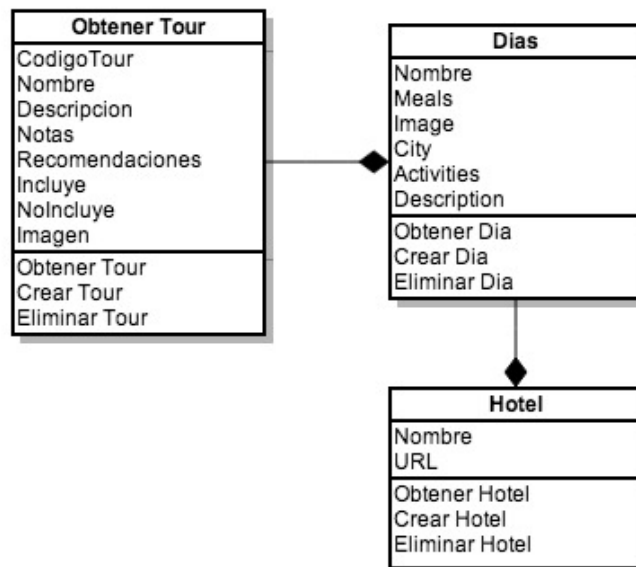 Obtener Tour
CodigoTour
Nombre
Descripcion
Notas
Recomendaciones
Incluye
NoIncluye
Imagen
Obtener Tour
Crear Tour
Eliminar Tour
Dias
Nombre
Meals
Image
City
Activities
Description
Obtener Dia
Crear Dia
Eliminar Dia
Hotel
Nombre
URL
Obtener Hotel
Crear Hotel
Eliminar Hotel